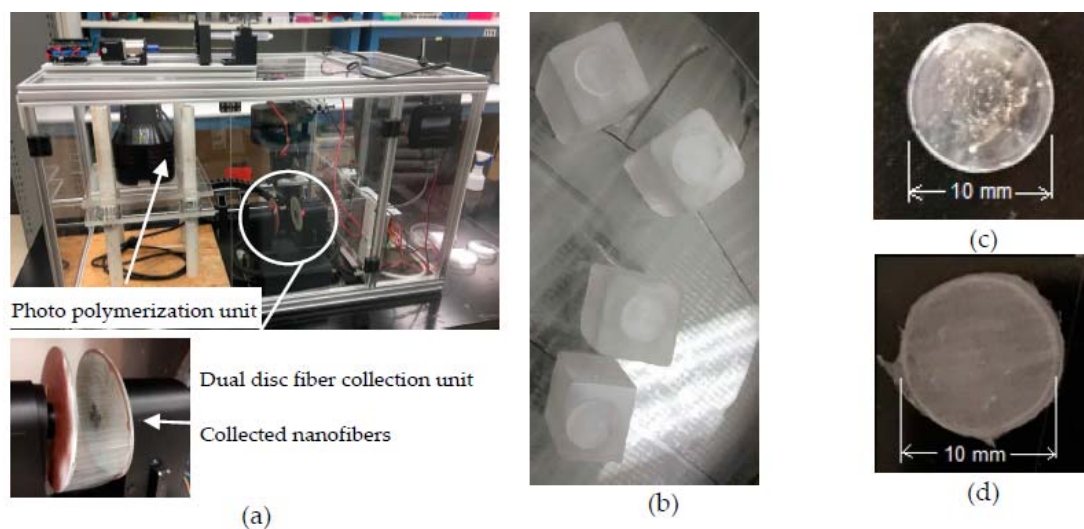 Photo polymerization unit
Dual disc fiber collection unit
Collected nanofibers
(a)
(b)
10 mm
(c)
10 mm
(d)